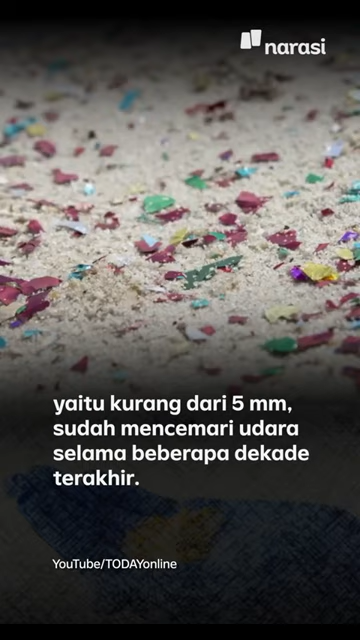 narasi
yaitu kurang dari 5 mm,
sudah mencemari udara
selama beberapa dekade
terakhir.
YouTube/TODAYonline